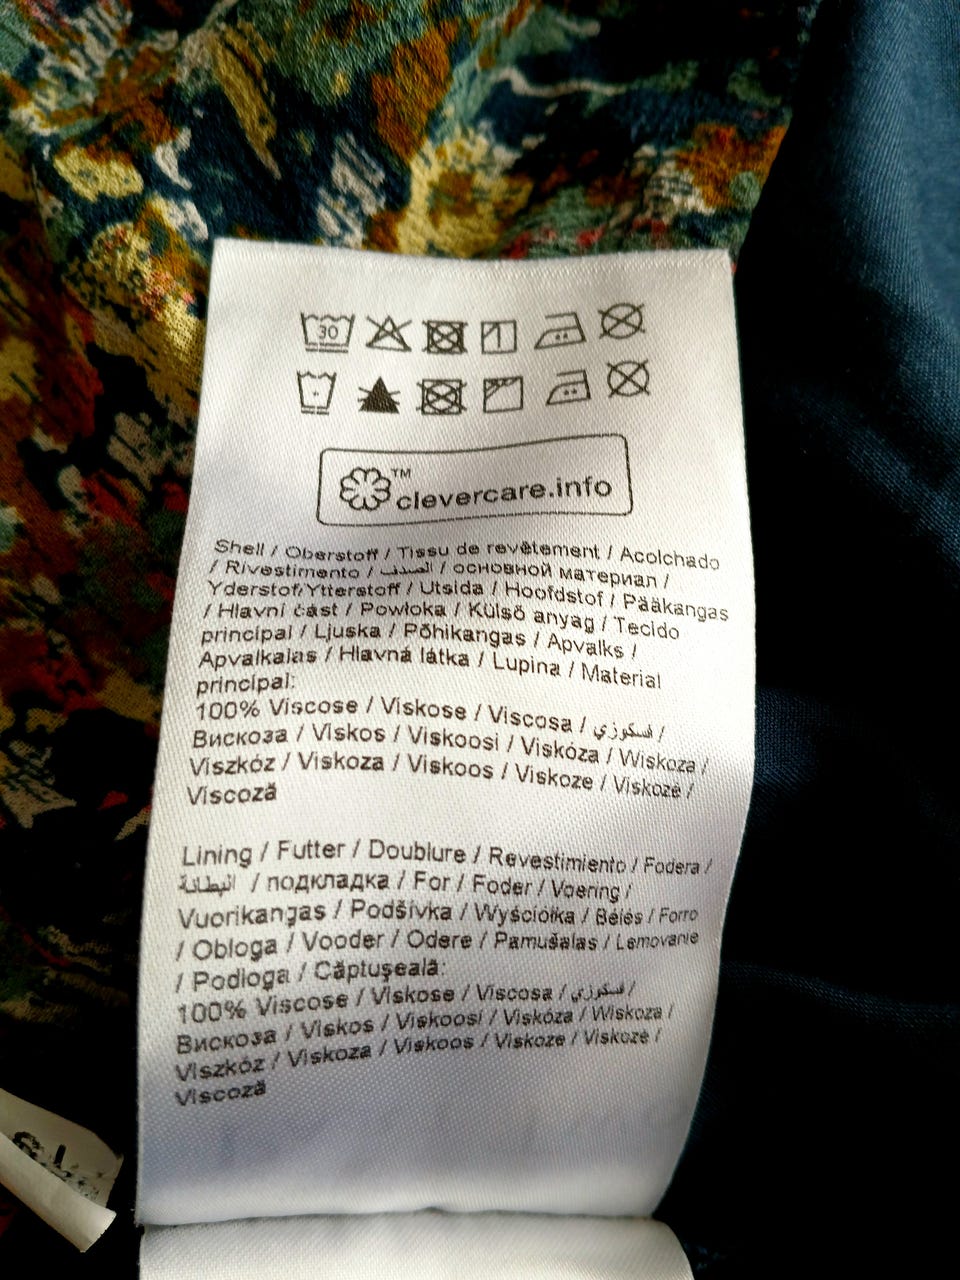 30
TM
clevercare.info
Shell / Oberstoff / Tissu de revêtement / Acolchado
/ Rivestimento / الصدف / основной материал /
Yderstof/Ytterstoff / Utsida / Hoofdstof / Pääkangas
/ Hlavní část / Powłoka / Külső anyag / Tecido
principal / Ljuska / Põhikangas / Apvalks /
Apvalkalas / Hlavná látka / Lupina / Material
principal:
100% Viscose / Viskose / Viscosa / فسكوزي /
Вискоза / Viskos / Viskoosi / Viskóza / Wiskoza /
Viszkóz / Viskoza / Viskoos / Viskoze / Viskozė /
Viscoză
Lining / Futter / Doublure / Revestimiento / Fodera /
البطانة / подкладка / For / Foder / Voering /
Vuorikangas / Podšívka / Wyściółka / Bélés / Forro
/ Obloga / Vooder / Odere / Pamušalas / Lemovanie
/ Podloga / Căptuşeală:
100% Viscose / Viskose / Viscosa / فسكوزي /
Вискоза / Viskos / Viskoosi / Viskóza / Wiskoza /
Viszkóz / Viskoza / Viskoos / Viskoze / Viskozė /
Viscoză